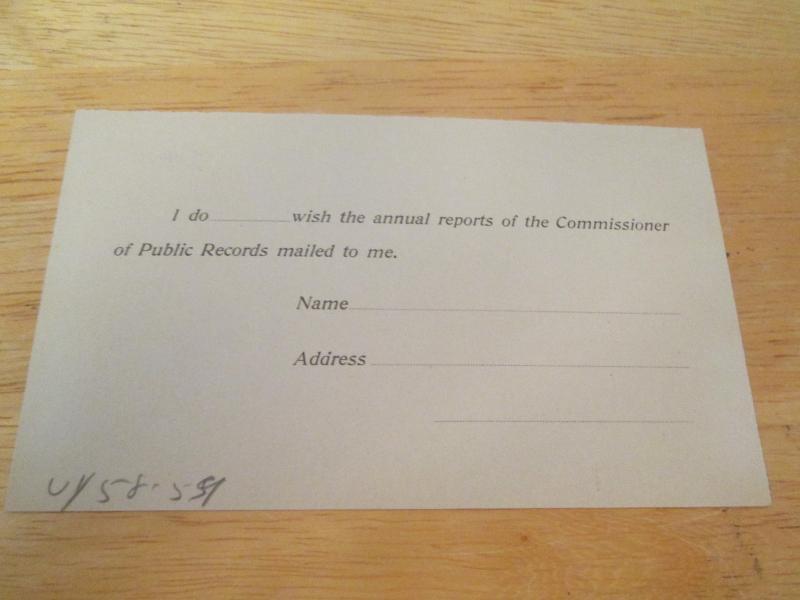 I do wish the annual reports of the Commissioner
of Public Records mailed to me.
Name
Address